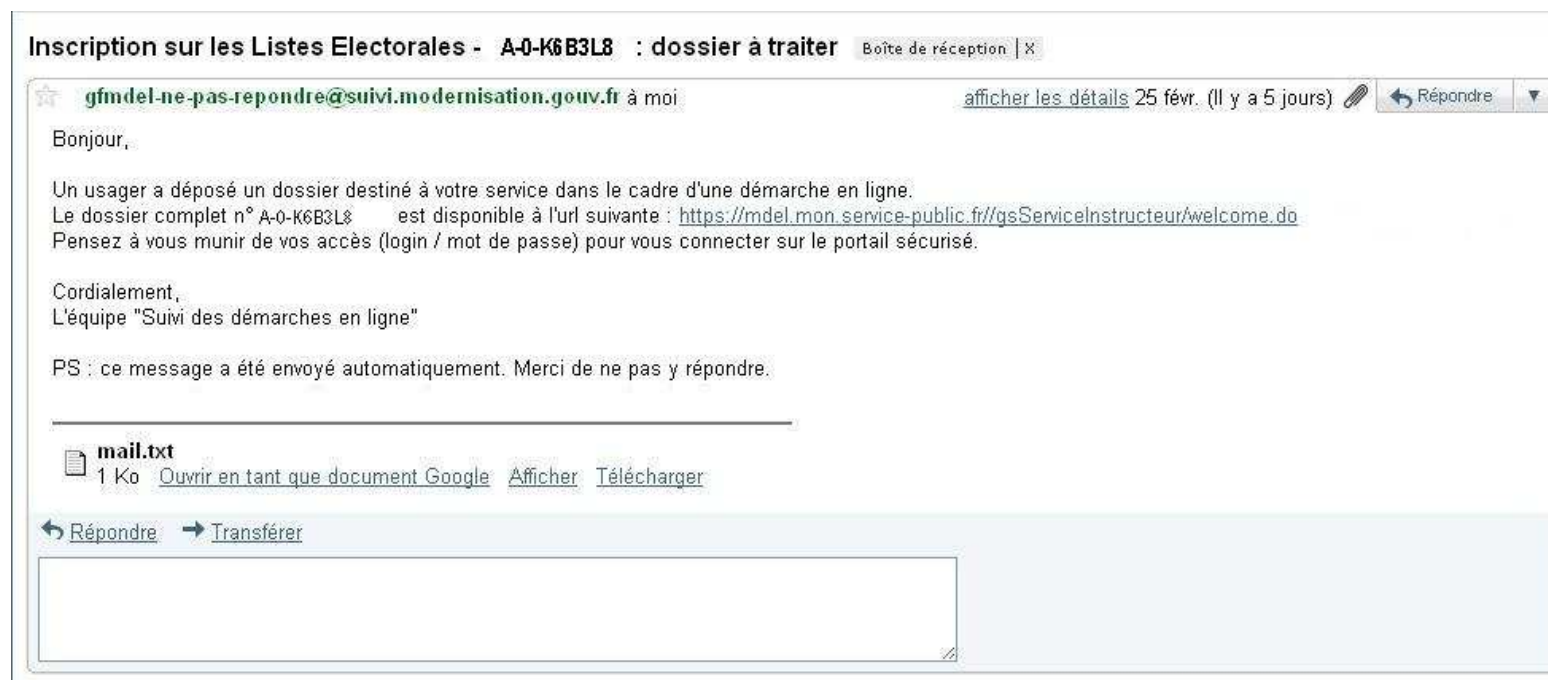 Inscription sur les Listes Electorales - A-0-K6B3L8 : dossier à traiter Boîte de réception | X
gfmdel-ne-pas-repondre@suivi.modernisation.gouv.fr à moi afficher les détails 25 févr. (Il y a 5 jours) Répondre
Bonjour,
Un usager a déposé un dossier destiné à votre service dans le cadre d'une démarche en ligne.
Le dossier complet n° A-0-K6B3L8 est disponible à l'url suivante : https://mdel.mon.service-public.fr//gsServiceInstructeur/welcome.do
Pensez à vous munir de vos accès (login / mot de passe) pour vous connecter sur le portail sécurisé.
Cordialement,
L'équipe "Suivi des démarches en ligne"
PS : ce message a été envoyé automatiquement. Merci de ne pas y répondre.
mail.txt
1 Ko Ouvrir en tant que document Google Afficher Télécharger
Répondre Transférer